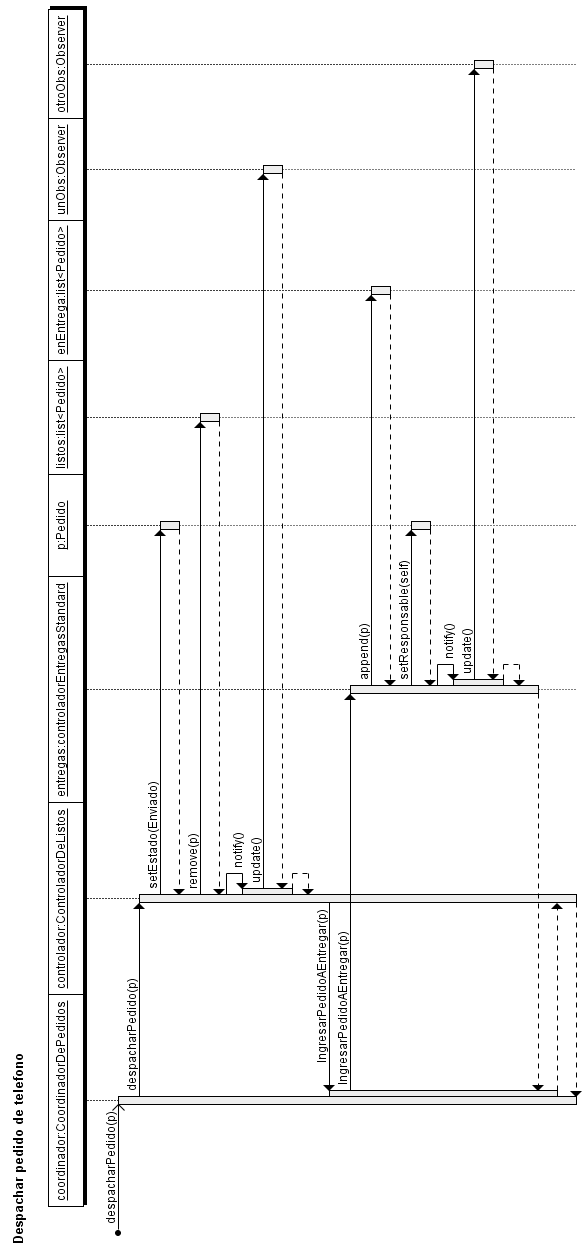 Despachar pedido de telefono
coordinador:CoordinadorDePedidos
controlador:ControladorDeListos
entregas:controladorEntregasStandard
p:Pedido
listos:list<Pedido>
enEntrega:list<Pedido>
unObs:Observer
otroObs:Observer
despacharPedido(p)
despacharPedido(p)
setEstado(Enviado)
remove(p)
notify()
update()
IngresarPedidoAEntregar(p)
IngresarPedidoAEntregar(p)
append(p)
setResponsable(self)
notify()
update()